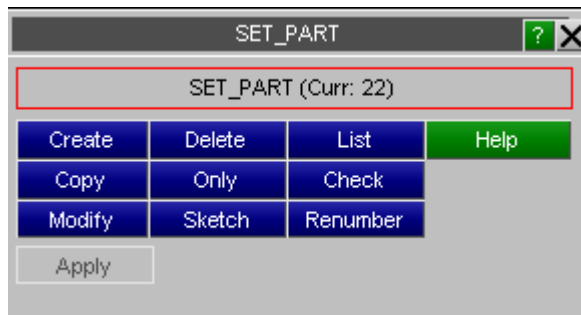 SET_PART ? X
SET_PART (Curr: 22)
Create Delete List Help
Copy Only Check
Modify Sketch Renumber
Apply